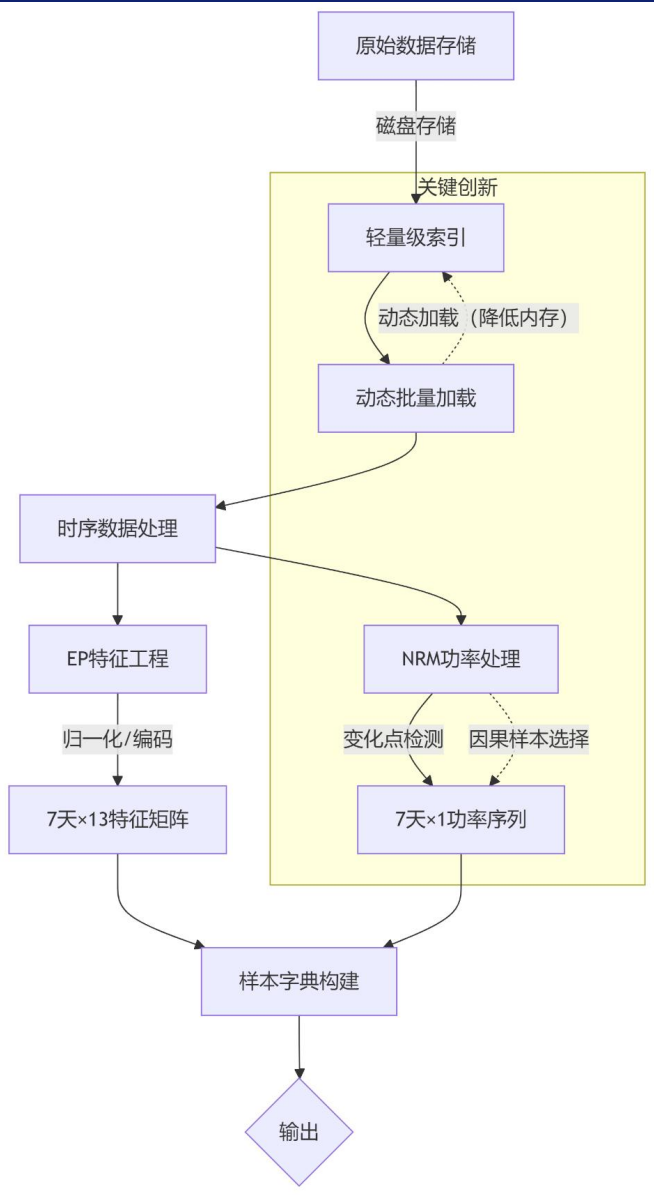 原始数据存储
磁盘存储
关键创新
轻量级索引
动态加载（降低内存）
动态批量加载
时序数据处理
EP特征工程
NRM功率处理
归一化/编码
变化点检测
因果样本选择
7天×13特征矩阵
7天×1功率序列
样本字典构建
输出